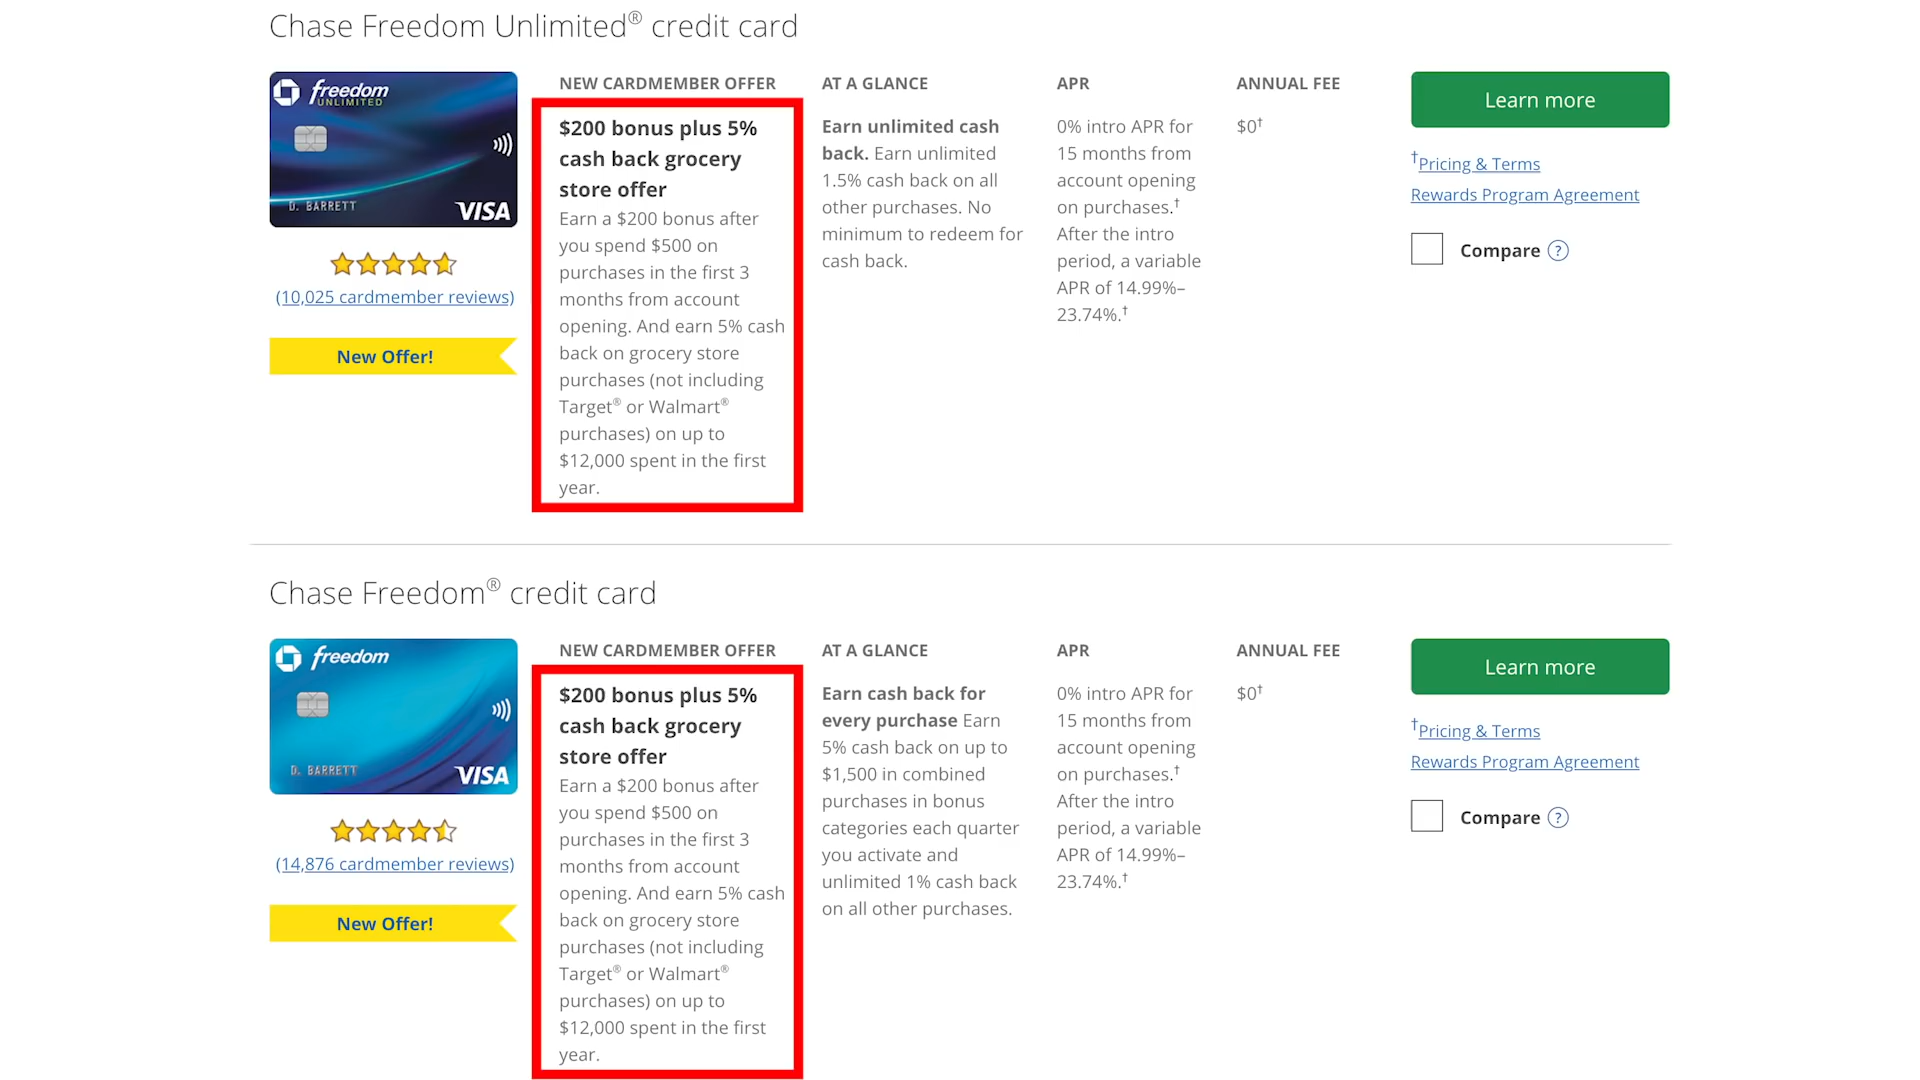 Chase Freedom Unlimited® credit card
freedom
UNLIMITED
D. BARRETT
VISA
(10,025 cardmember reviews)
New Offer!
NEW CARDMEMBER OFFER
$200 bonus plus 5%
cash back grocery
store offer
Earn a $200 bonus after
you spend $500 on
purchases in the first 3
months from account
opening. And earn 5% cash
back on grocery store
purchases (not including
Target® or Walmart®
purchases) on up to
$12,000 spent in the first
year.
AT A GLANCE
Earn unlimited cash
back. Earn unlimited
1.5% cash back on all
other purchases. No
minimum to redeem for
cash back.
APR
0% intro APR for
15 months from
account opening
on purchases.†
After the intro
period, a variable
APR of 14.99%–
23.74%.†
ANNUAL FEE
$0†
Learn more
†Pricing & Terms
Rewards Program Agreement
Compare ?
Chase Freedom® credit card
freedom
D. BARRETT
VISA
(14,876 cardmember reviews)
New Offer!
NEW CARDMEMBER OFFER
$200 bonus plus 5%
cash back grocery
store offer
Earn a $200 bonus after
you spend $500 on
purchases in the first 3
months from account
opening. And earn 5% cash
back on grocery store
purchases (not including
Target® or Walmart®
purchases) on up to
$12,000 spent in the first
year.
AT A GLANCE
Earn cash back for
every purchase Earn
5% cash back on up to
$1,500 in combined
purchases in bonus
categories each quarter
you activate and
unlimited 1% cash back
on all other purchases.
APR
0% intro APR for
15 months from
account opening
on purchases.†
After the intro
period, a variable
APR of 14.99%–
23.74%.†
ANNUAL FEE
$0†
Learn more
†Pricing & Terms
Rewards Program Agreement
Compare ?